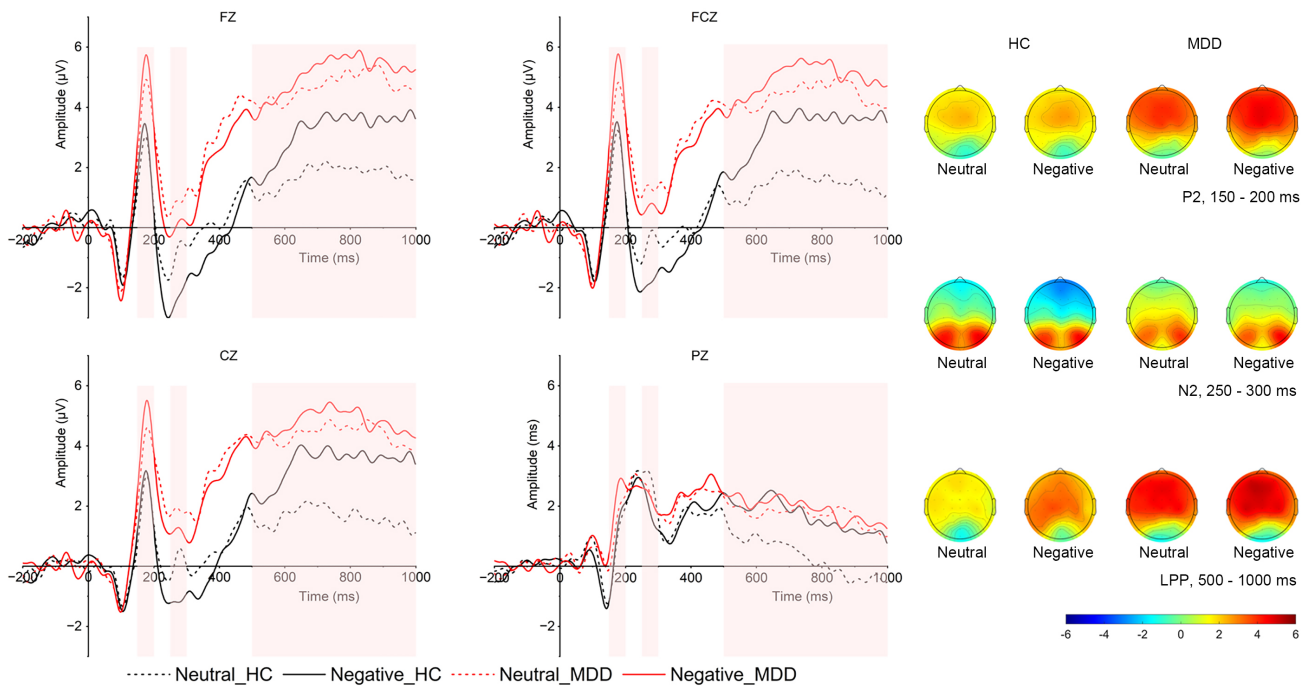 FZ
Amplitude (μV)
6
4
2
0
−2
−200
0
200
400
600
800
1000
Time (ms)
FCZ
Amplitude (μV)
6
4
2
0
−2
−200
0
200
400
600
800
1000
Time (ms)
CZ
Amplitude (μV)
6
4
2
0
−2
−200
0
200
400
600
800
1000
Time (ms)
PZ
Amplitude (ms)
6
4
2
0
−2
−200
0
200
400
600
800
1000
Time (ms)
Neutral_HC Negative_HC Neutral_MDD Negative_MDD
HC MDD
Neutral Negative Neutral Negative
P2, 150 - 200 ms
Neutral Negative Neutral Negative
N2, 250 - 300 ms
Neutral Negative Neutral Negative
LPP, 500 - 1000 ms
-6 -4 -2 0 2 4 6